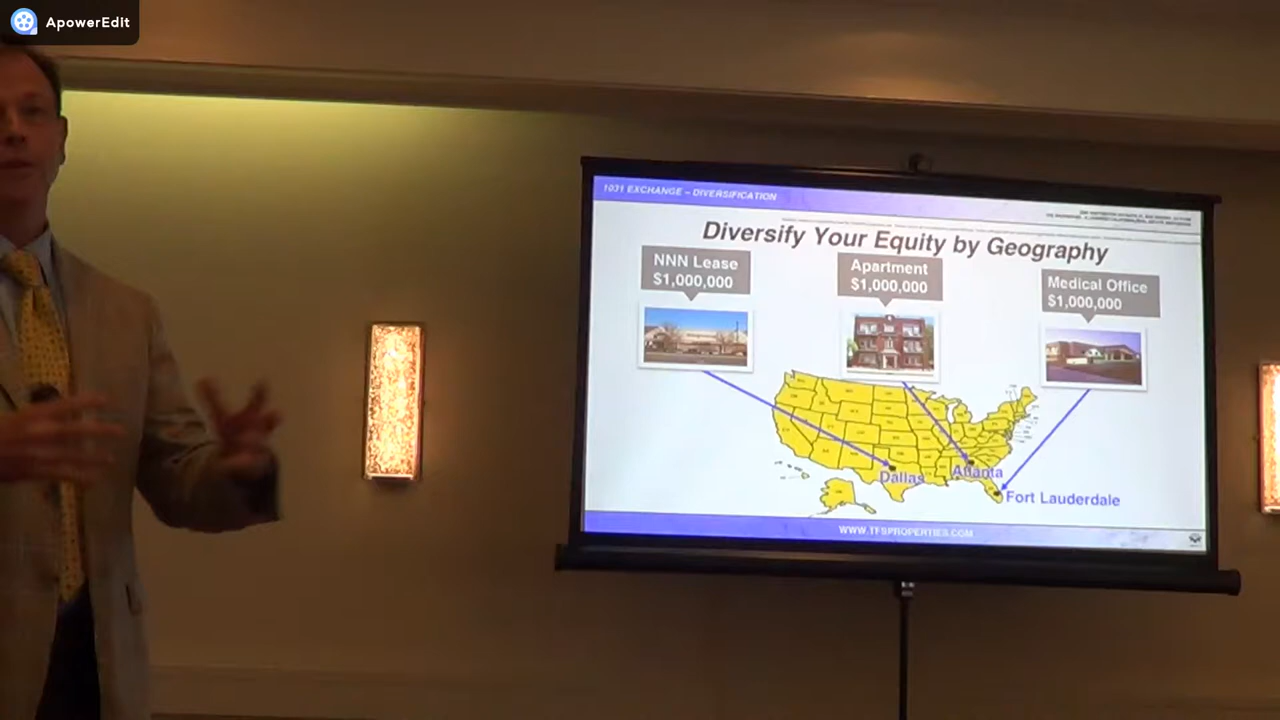 ApowerEdit
1031 EXCHANGE – DIVERSIFICATION
Diversify Your Equity by Geography
NNN Lease
$1,000,000
Apartment
$1,000,000
Medical Office
$1,000,000
Dallas
Atlanta
Fort Lauderdale
WWW.TFSPROPERTIES.COM